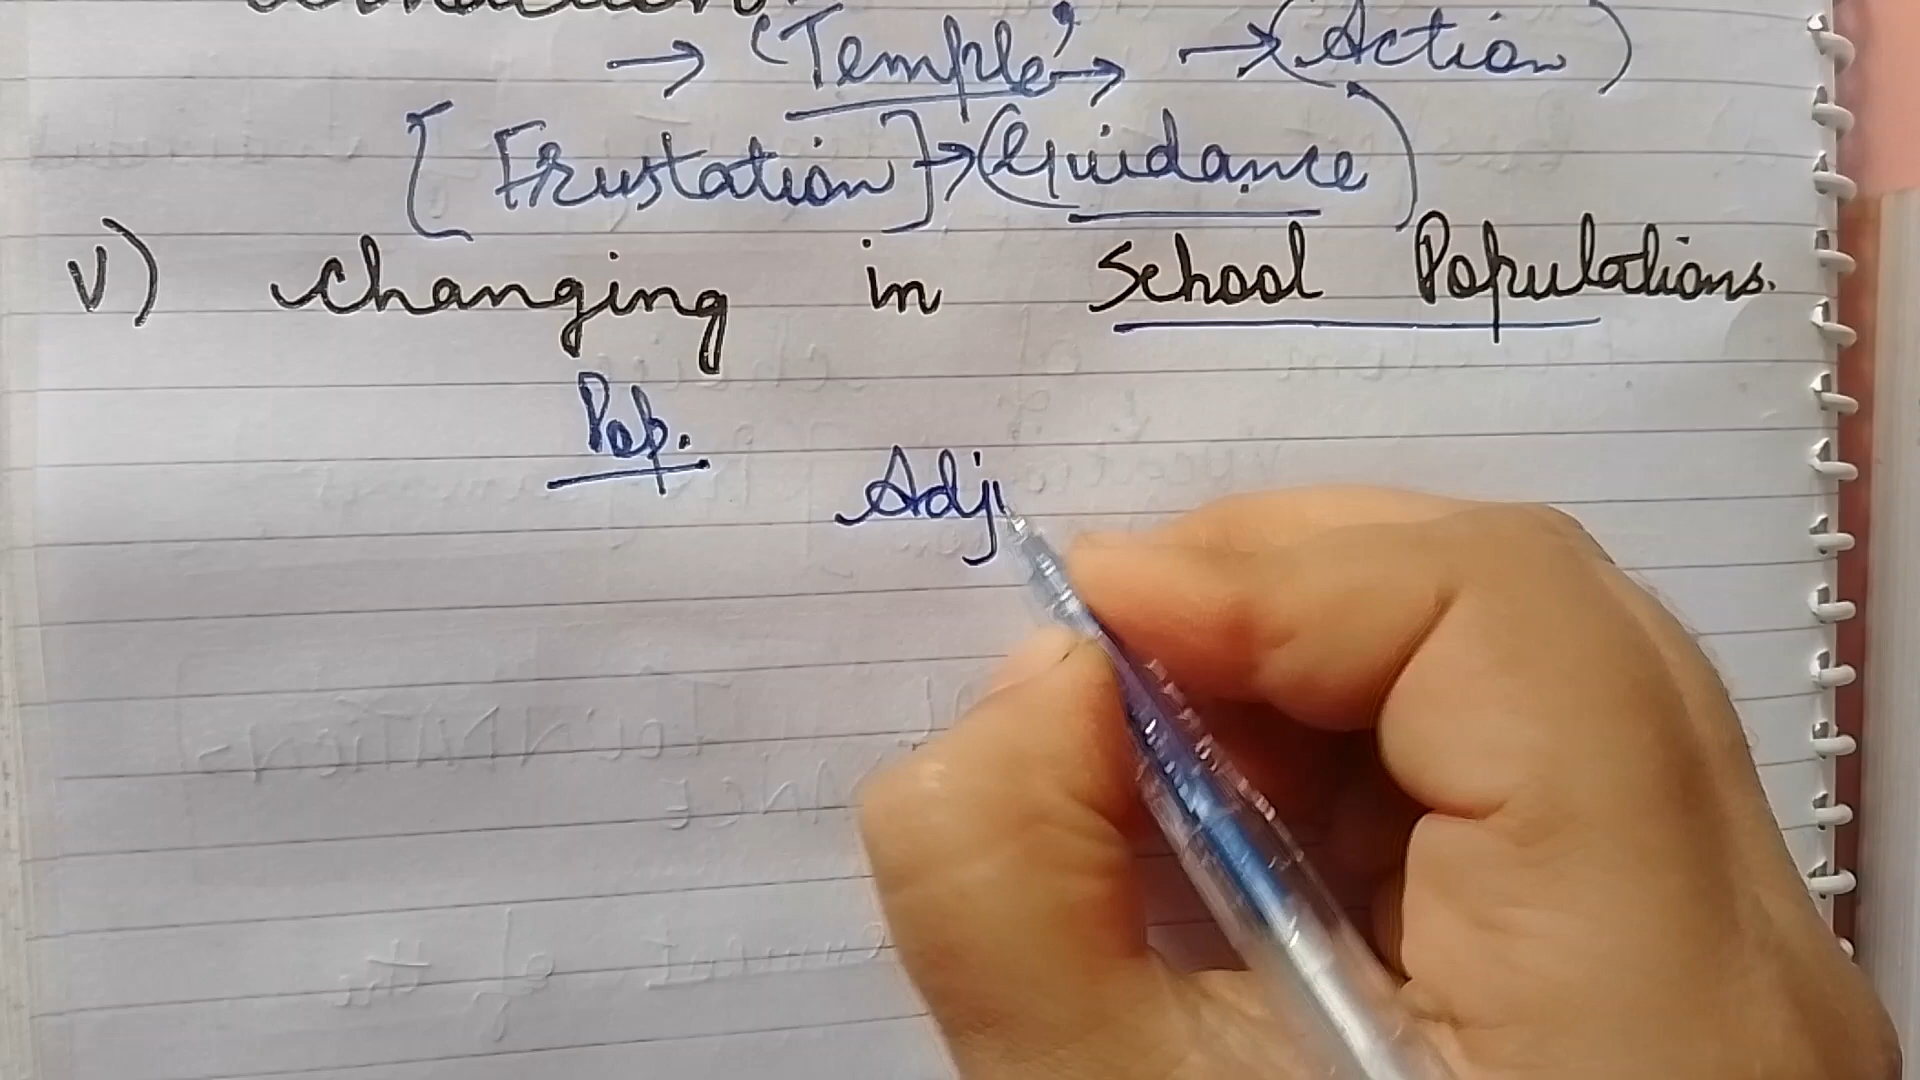 → 'Temple' → → (Action)
[Frustation] → (Guidance)
v) changing in School Populations.
Pop.
Adj